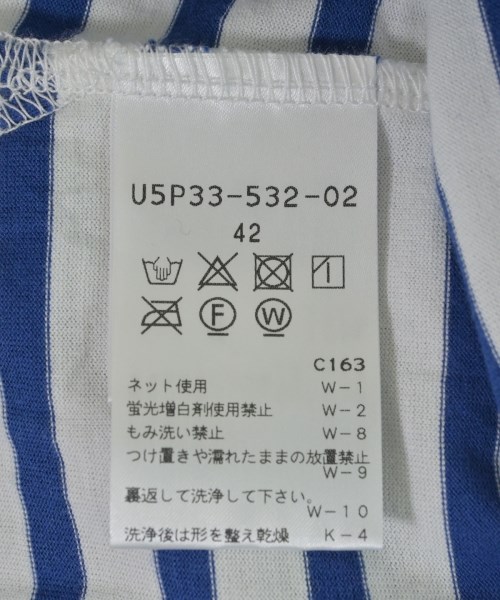 U5P33-532-02
42
F W
C163
ネット使用 W-1
蛍光増白剤使用禁止 W-2
もみ洗い禁止 W-8
つけ置きや濡れたままの放置禁止
W-9
裏返して洗浄して下さい。
W-10
洗浄後は形を整え乾燥 K-4